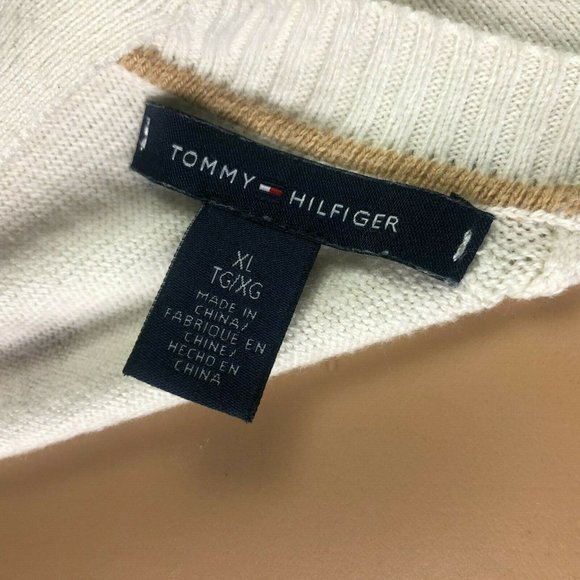 TOMMY HILFIGER
XL
TG/XG
MADE IN
CHINA/
FABRIQUE EN
CHINE/
HECHO EN
CHINA